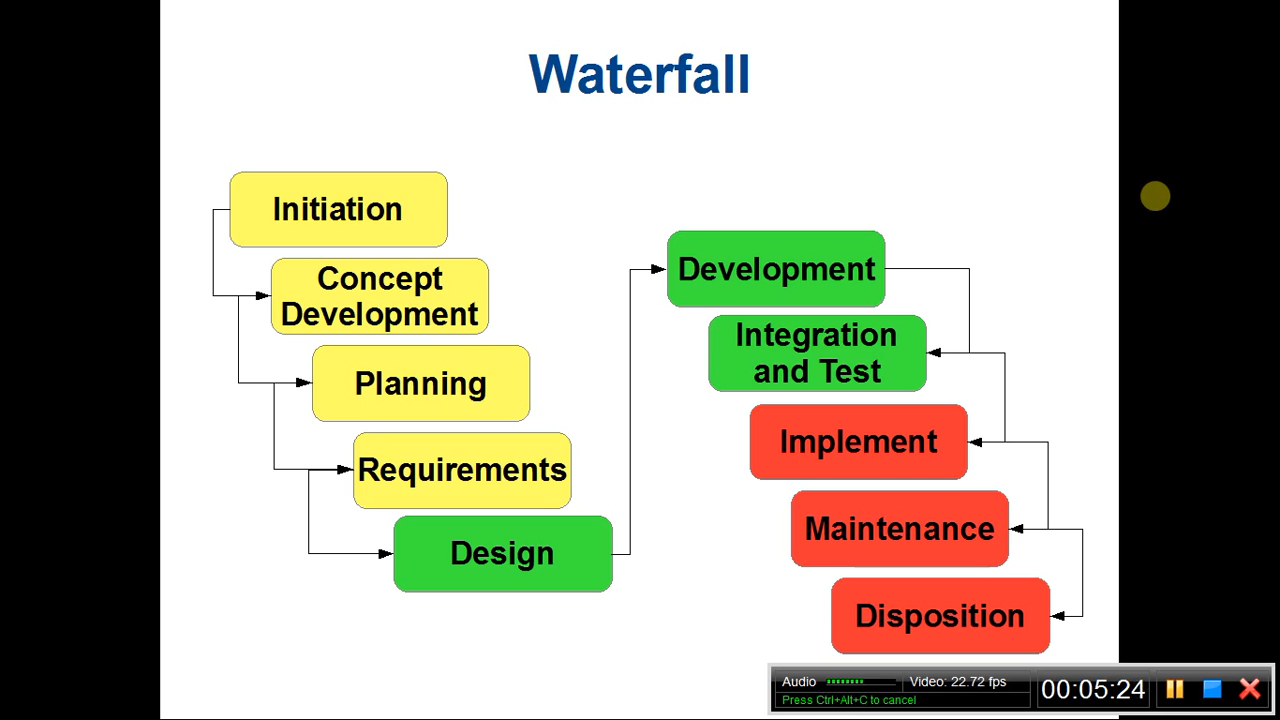 Waterfall
Initiation
Concept
Development
Planning
Requirements
Design
Development
Integration
and Test
Implement
Maintenance
Disposition
Audio
Video: 22.72 fps
Press Ctrl+Alt+C to cancel
00:05:24